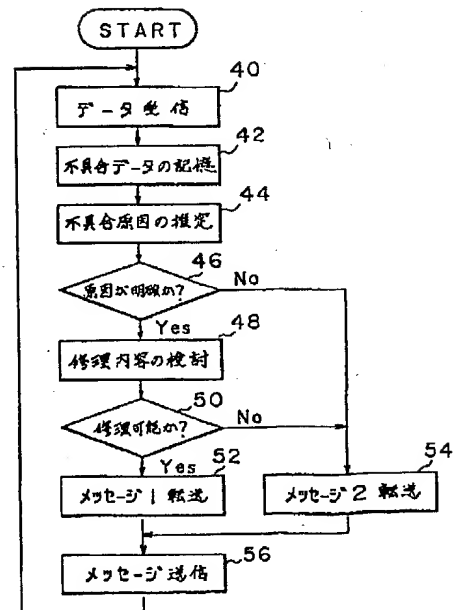 START
40
データ受信
42
不具合データの記憶
44
不具合原因の推定
46
原因が明確か?
No
Yes
48
修理内容の検討
50
修理可能か?
No
Yes
52
メッセージ1転送
54
メッセージ2転送
56
メッセージ送信